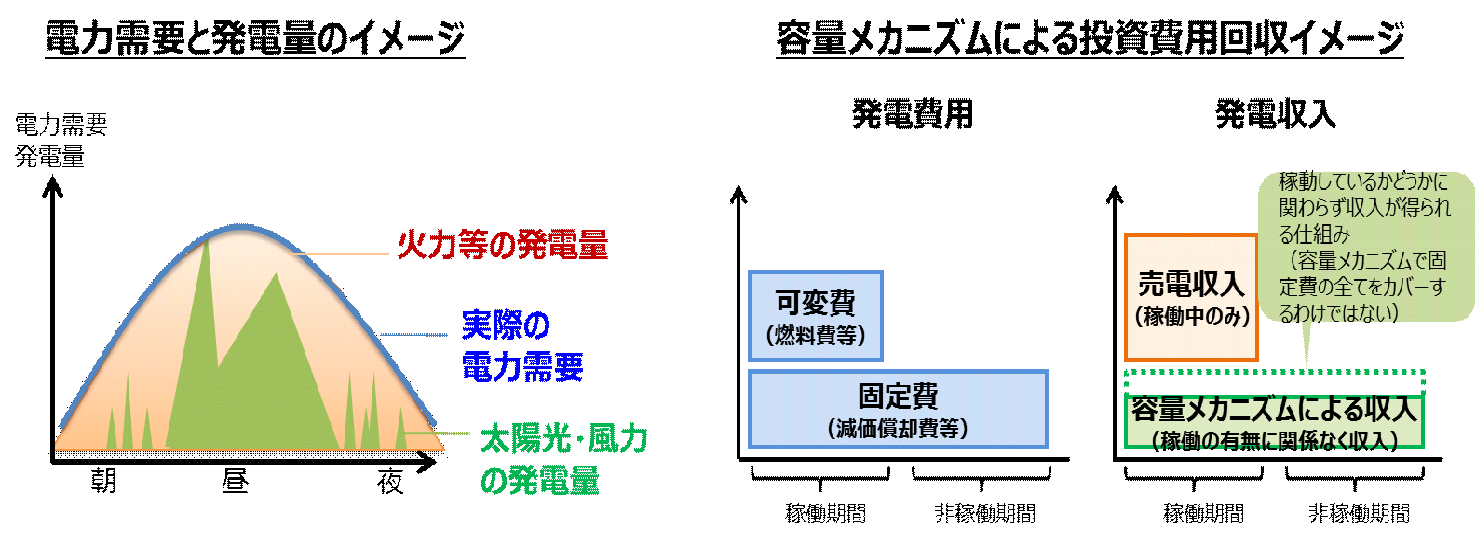 電力需要と発電量のイメージ
電力需要
発電量
火力等の発電量
実際の
電力需要
太陽光・風力
の発電量
朝
昼
夜
容量メカニズムによる投資費用回収イメージ
発電費用
可変費
（燃料費等）
固定費
（減価償却費等）
稼働期間
非稼働期間
発電収入
稼動しているかどうかに
関わらず収入が得られ
る仕組み
（容量メカニズムで固
定費の全てをカバーす
るわけではない）
売電収入
（稼働中のみ）
容量メカニズムによる収入
（稼働の有無に関係なく収入）
稼働期間
非稼働期間